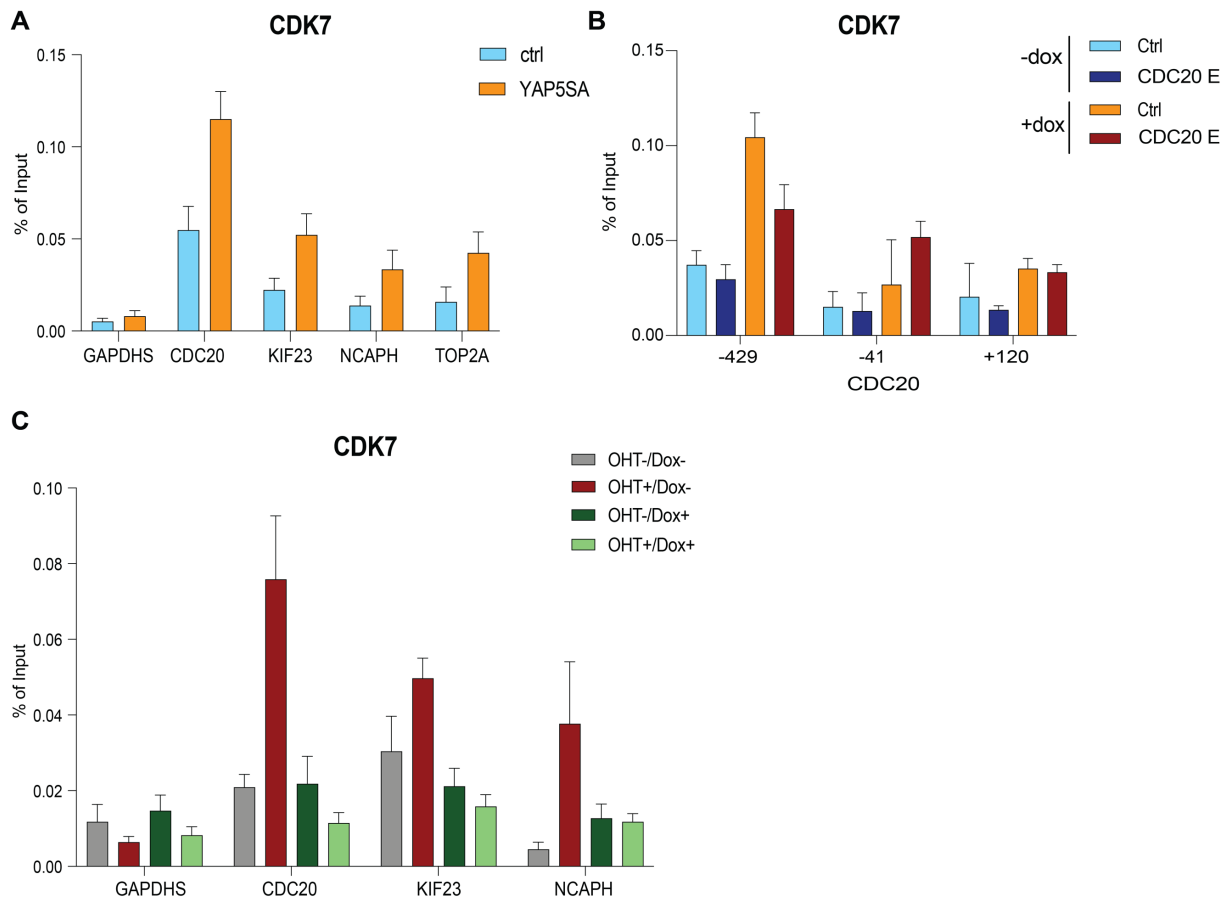 A
CDK7
% of Input
0.15
0.10
0.05
0.00
ctrl
YAP5SA
GAPDHS CDC20 KIF23 NCAPH TOP2A
B
CDK7
% of Input
0.15
0.10
0.05
0.00
-dox
Ctrl
CDC20 E
+dox
Ctrl
CDC20 E
-429 -41 +120
CDC20
C
CDK7
% of Input
0.10
0.08
0.06
0.04
0.02
0.00
OHT-/Dox-
OHT+/Dox-
OHT-/Dox+
OHT+/Dox+
GAPDHS CDC20 KIF23 NCAPH